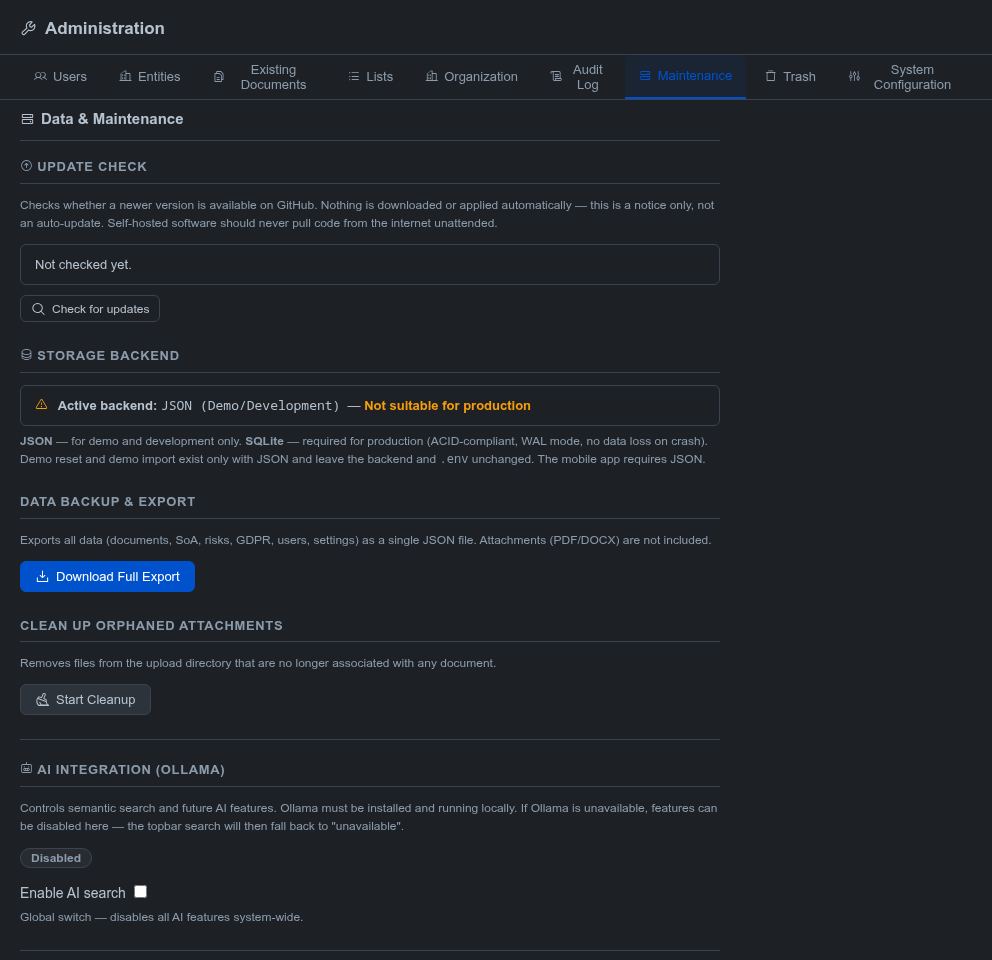 Administration
Users
Entities
Existing
Documents
Lists
Organization
Audit
Log
Maintenance
Trash
System
Configuration
Data & Maintenance
UPDATE CHECK
Checks whether a newer version is available on GitHub. Nothing is downloaded or applied automatically — this is a notice only, not
an auto-update. Self-hosted software should never pull code from the internet unattended.
Not checked yet.
Check for updates
STORAGE BACKEND
Active backend: JSON (Demo/Development) — Not suitable for production
JSON — for demo and development only. SQLite — required for production (ACID-compliant, WAL mode, no data loss on crash).
Demo reset and demo import exist only with JSON and leave the backend and .env unchanged. The mobile app requires JSON.
DATA BACKUP & EXPORT
Exports all data (documents, SoA, risks, GDPR, users, settings) as a single JSON file. Attachments (PDF/DOCX) are not included.
Download Full Export
CLEAN UP ORPHANED ATTACHMENTS
Removes files from the upload directory that are no longer associated with any document.
Start Cleanup
AI INTEGRATION (OLLAMA)
Controls semantic search and future AI features. Ollama must be installed and running locally. If Ollama is unavailable, features can
be disabled here — the topbar search will then fall back to "unavailable".
Disabled
Enable AI search
Global switch — disables all AI features system-wide.